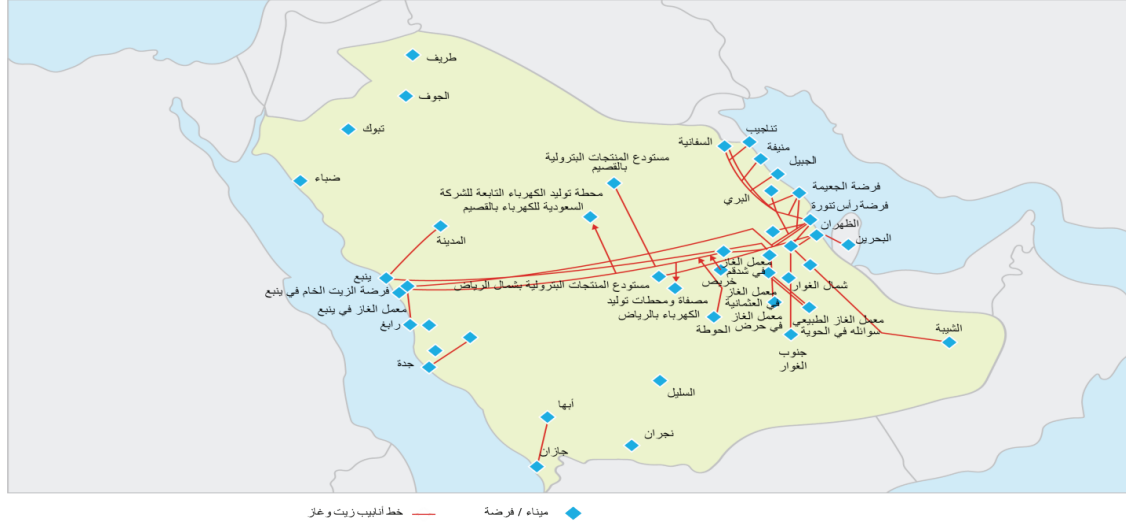 طريف
الجوف
تبوك
ضباء
المدينة
ينبع
فرضة الزيت الخام في ينبع
معمل الغاز في ينبع
رابغ
جدة
أبها
جازان
نجران
السليل
مستودع المنتجات البترولية
بالقصيم
محطة توليد الكهرباء التابعة للشركة
السعودية للكهرباء بالقصيم
السفانية
تناجيب
منيفة
الجبيل
البري
فرضة الجعيمة
فرضة رأس تنورة
الظهران
البحرين
مستودع المنتجات البترولية بشمال الرياض
خريص
معمل الغاز
في شدقم
شمال الغوار
مصفاة ومحطات توليد
الكهرباء بالرياض
معمل الغاز
في العثمانية
الحوطة
معمل الغاز
في حرض
معمل الغاز الطبيعي
سوائله في الحوية
جنوب
الغوار
الشيبة
ميناء / فرضة
خط أنابيب زيت وغاز